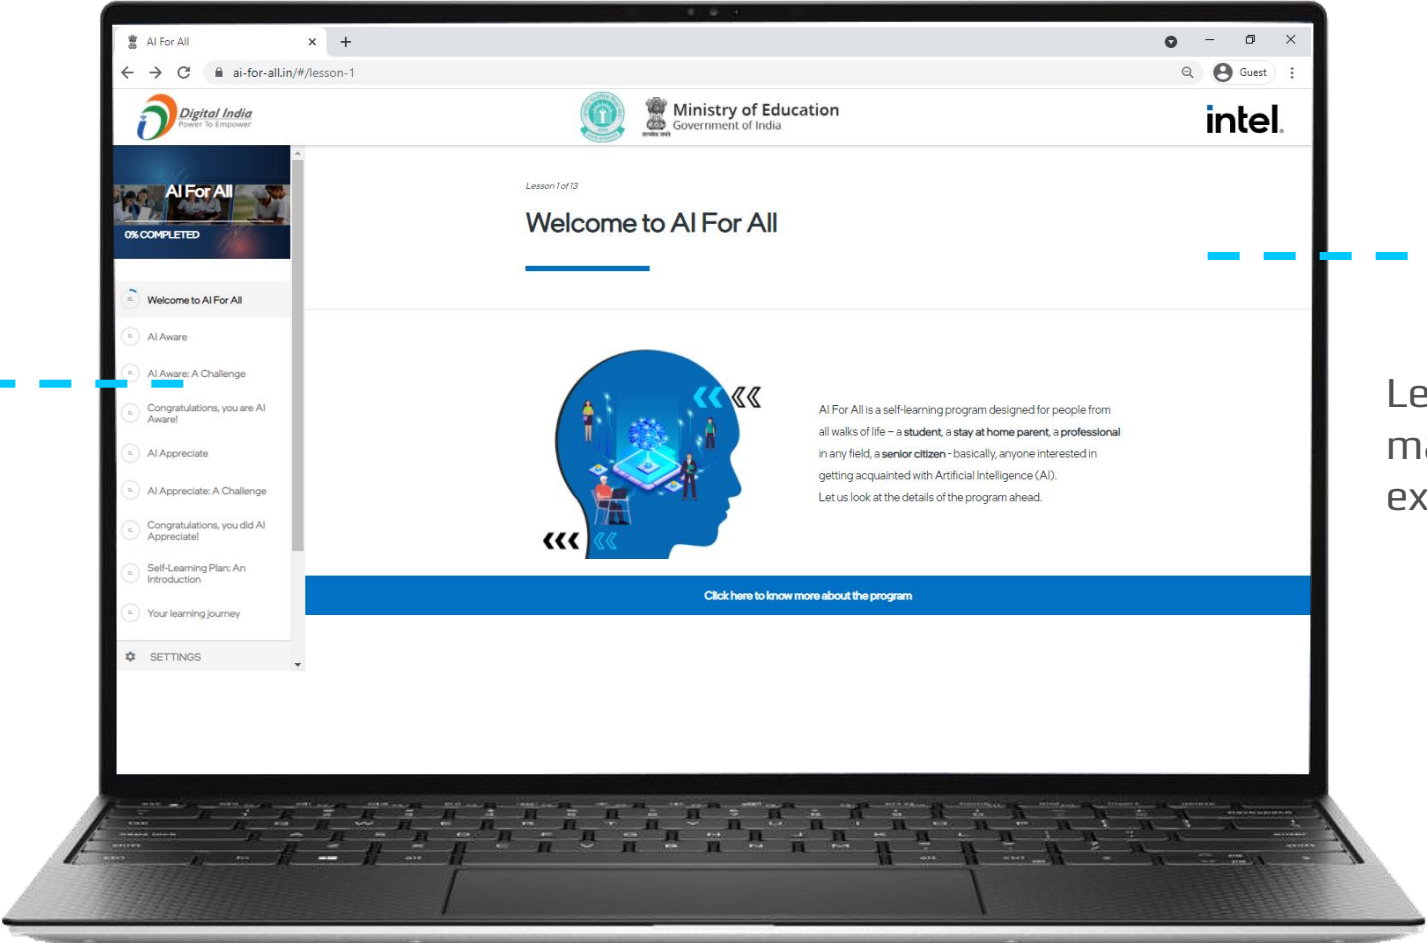 AI For All
ai-for-all.in/#/lesson-1
Guest
Digital India
Power To Empower
Ministry of Education
Government of India
intel.
AI For All
0% COMPLETED
Welcome to AI For All
AI Aware
AI Aware: A Challenge
Congratulations, you are AI
Aware!
AI Appreciate
AI Appreciate: A Challenge
Congratulations, you did AI
Appreciate!
Self-Learning Plan: An
Introduction
Your learning journey
SETTINGS
Lesson 1 of 13
Welcome to AI For All
AI For All is a self-learning program designed for people from
all walks of life – a student, a stay at home parent, a professional
in any field, a senior citizen - basically, anyone interested in
getting acquainted with Artificial Intelligence (AI).
Let us look at the details of the program ahead.
Click here to know more about the program
Le
ma
ex